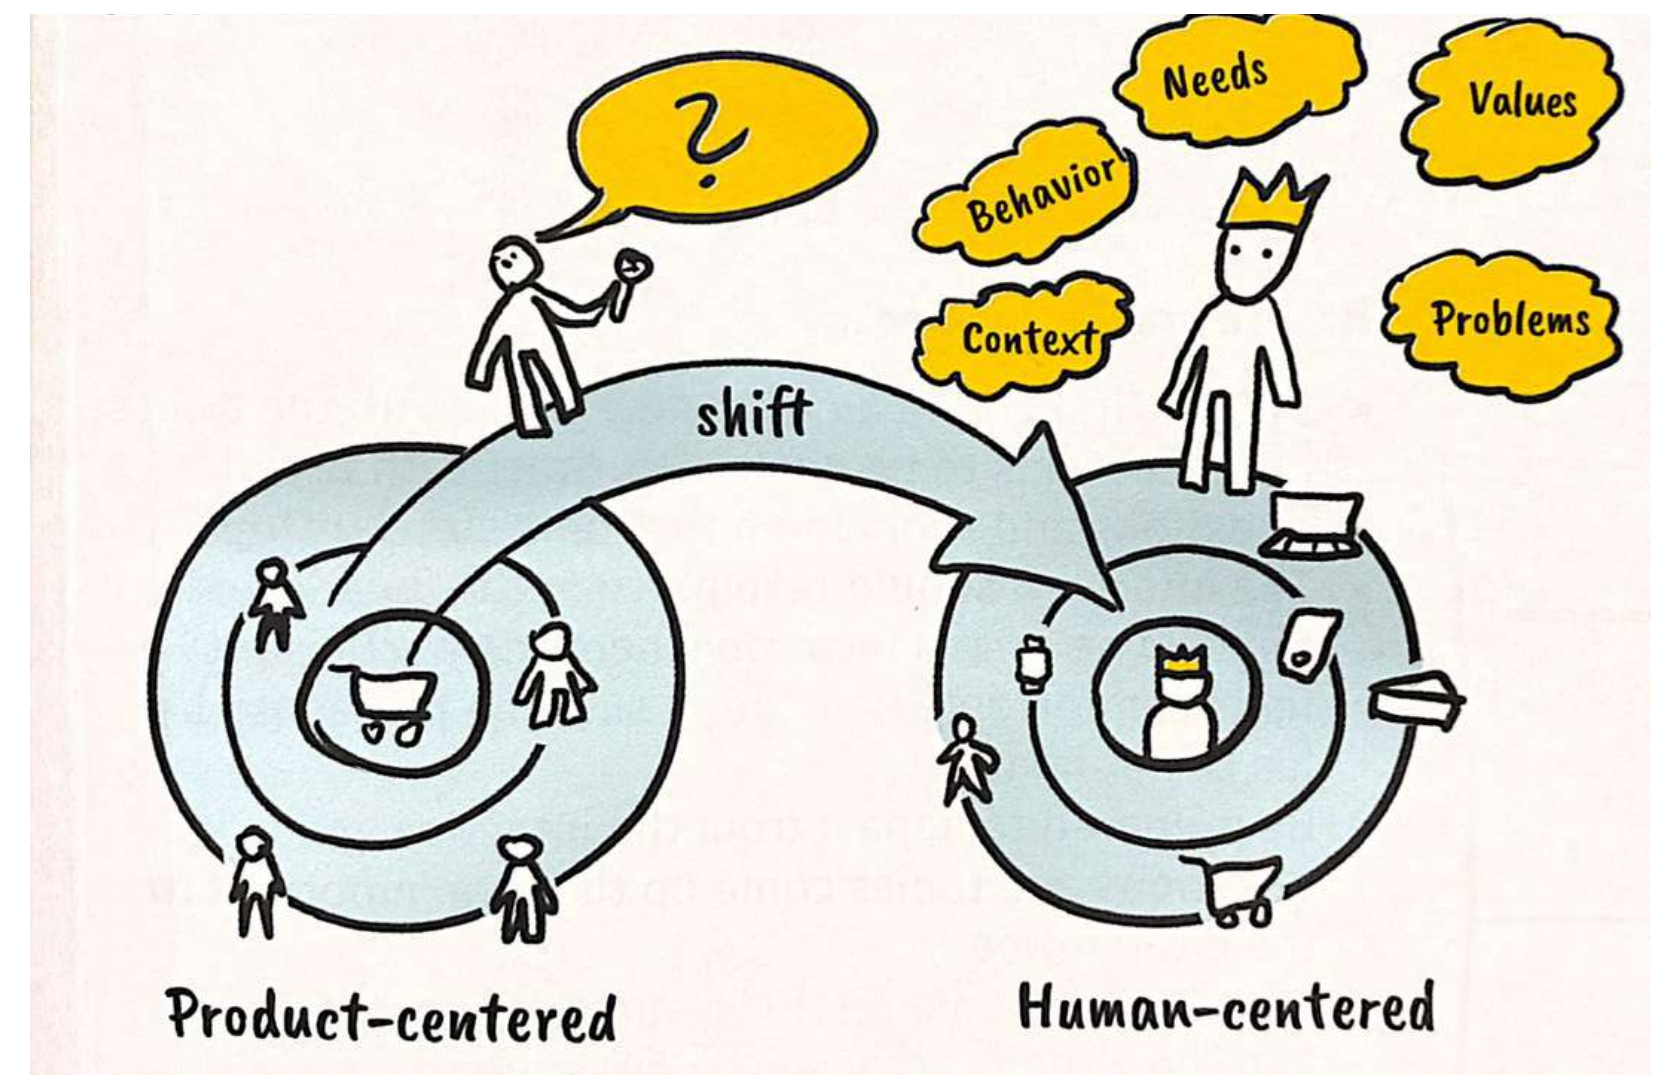 ?
Needs
Values
Behavior
Context
Problems
shift
Product-centered
Human-centered